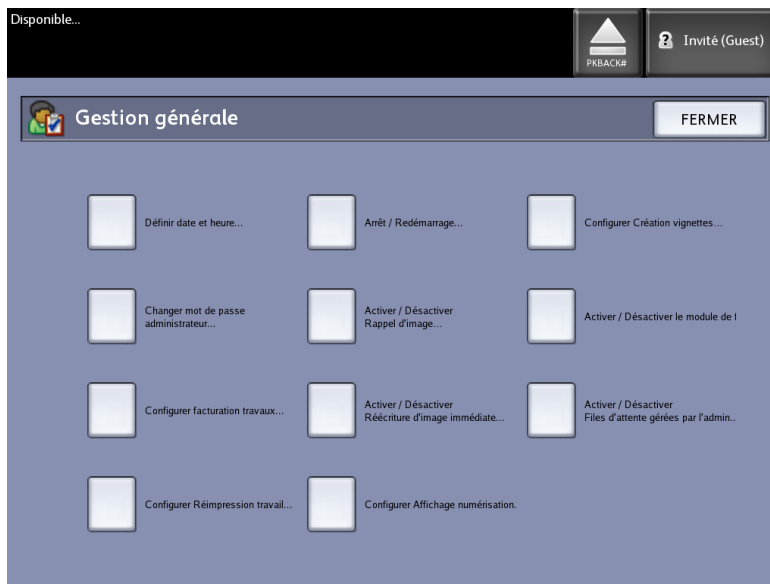 Disponible...
PKBACK#
Invité (Guest)
Gestion générale
FERMER
Définir date et heure...
Arrêt / Redémarrage...
Configurer Création vignettes...
Changer mot de passe
administrateur...
Activer / Désactiver
Rappel d'image...
Activer / Désactiver le module de f
Configurer facturation travaux...
Activer / Désactiver
Réécriture d'image immédiate...
Activer / Désactiver
Files d'attente gérées par l'admin..
Configurer Réimpression travail...
Configurer Affichage numérisation.